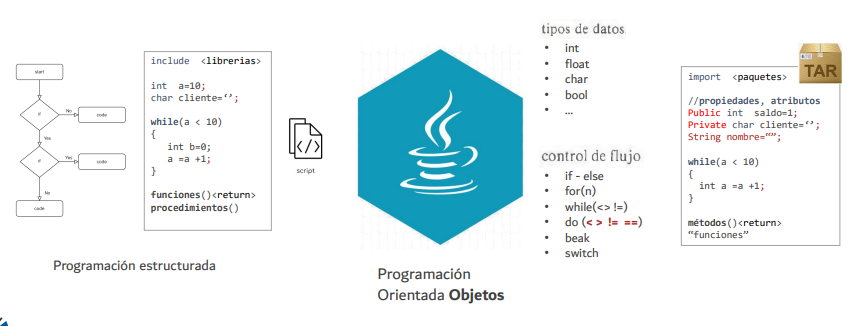 start
if
No
code
Yes
if
Yes
code
No
code
include <librerias>
int a=10;
char cliente=‘’;
while(a < 10)
{
int b=0;
a =a +1;
}
funciones()<return>
procedimientos()
Programación estructurada
</>
script
Programación
Orientada Objetos
tipos de datos
• int
• float
• char
• bool
• ...
control de flujo
• if - else
• for(n)
• while(<> !=)
• do (< > != ==)
• beak
• switch
TAR
import <paquetes>
//propiedades, atributos
Public int saldo=1;
Private char cliente=‘’;
String nombre=“”;
while(a < 10)
{
int a =a +1;
}
métodos()<return>
“funciones”